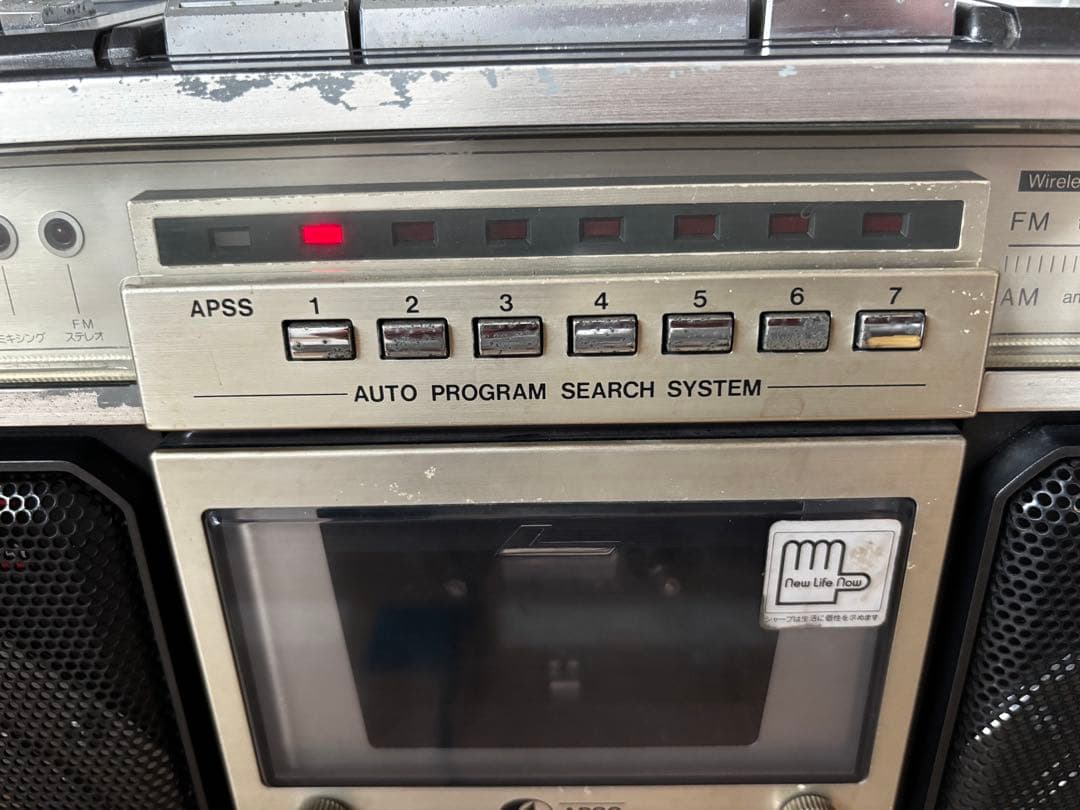 Wireles
FM
AM
ミキシング
FM
ステレオ
APSS
1 2 3 4 5 6 7
AUTO PROGRAM SEARCH SYSTEM
New Life Now
シャープは生活に個性を求めます
APSS